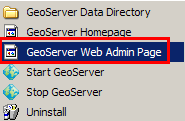 GeoServer Data Directory
GeoServer Homepage
GeoServer Web Admin Page
Start GeoServer
Stop GeoServer
Uninstall